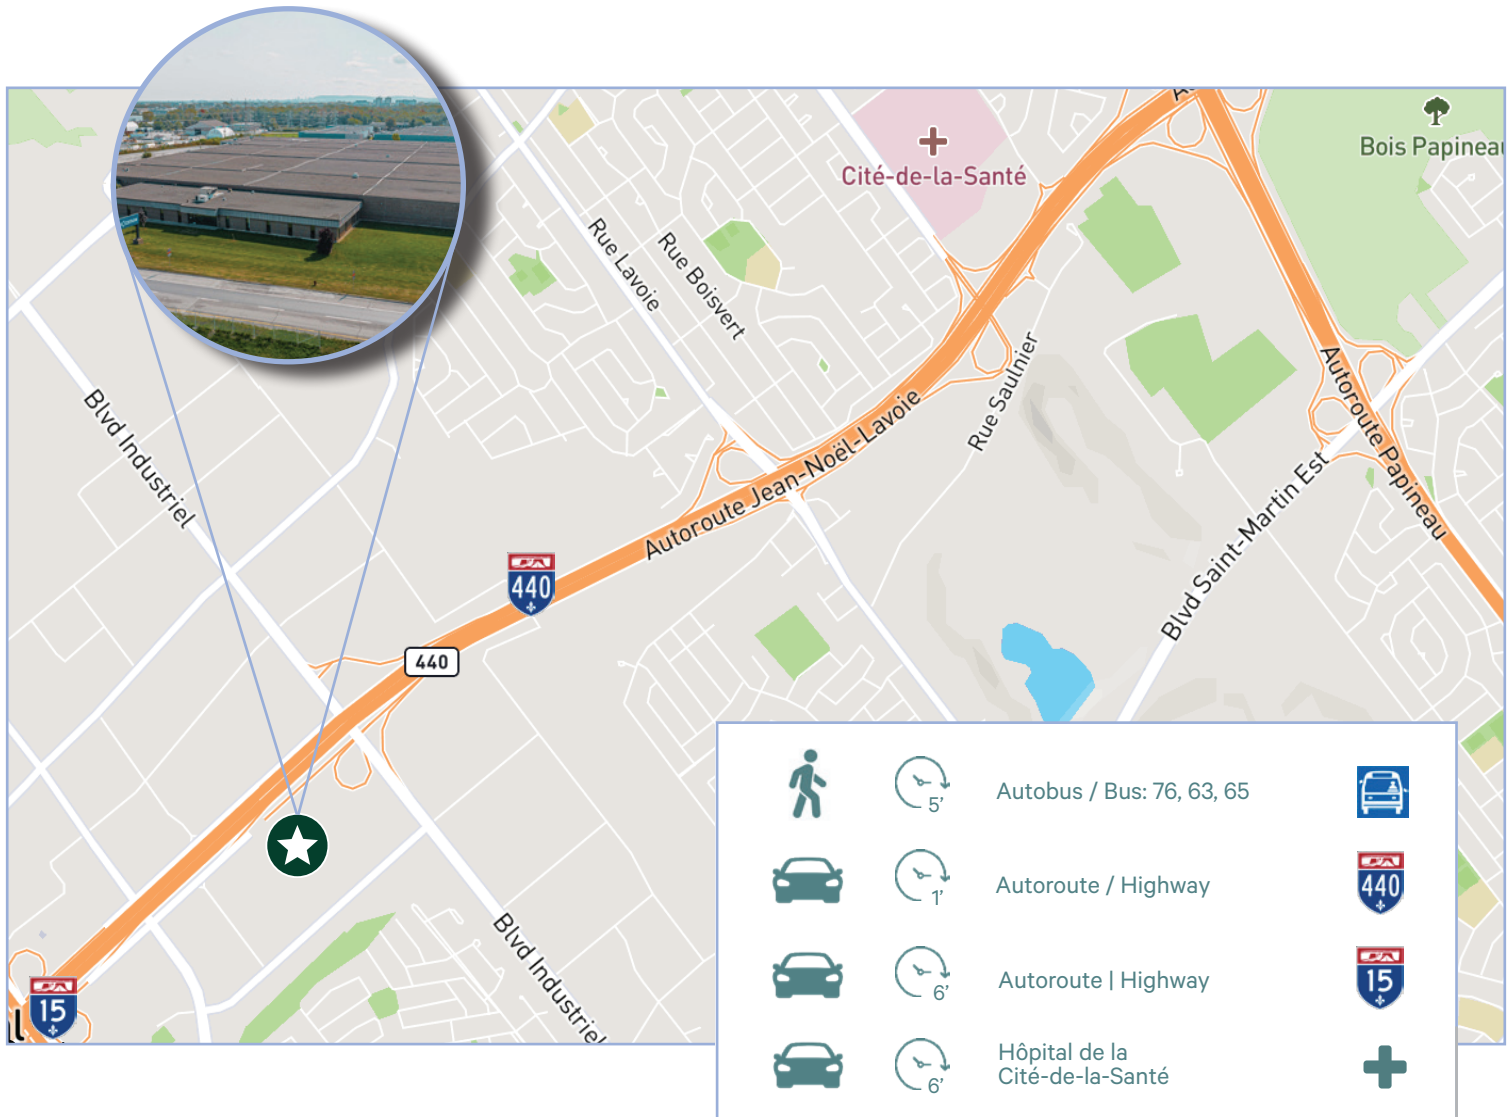 Bois Papineau
Cité-de-la-Santé
Rue Lavoie
Rue Boisvert
Rue Saulnier
Autoroute Jean-Noël-Lavoie
Autoroute Papineau
Blvd Saint-Martin Est
Blvd Industriel
440
440
Blvd Industriel
15
5'
Autobus / Bus: 76, 63, 65
1'
Autoroute / Highway
440
6'
Autoroute | Highway
15
6'
Hôpital de la
Cité-de-la-Santé